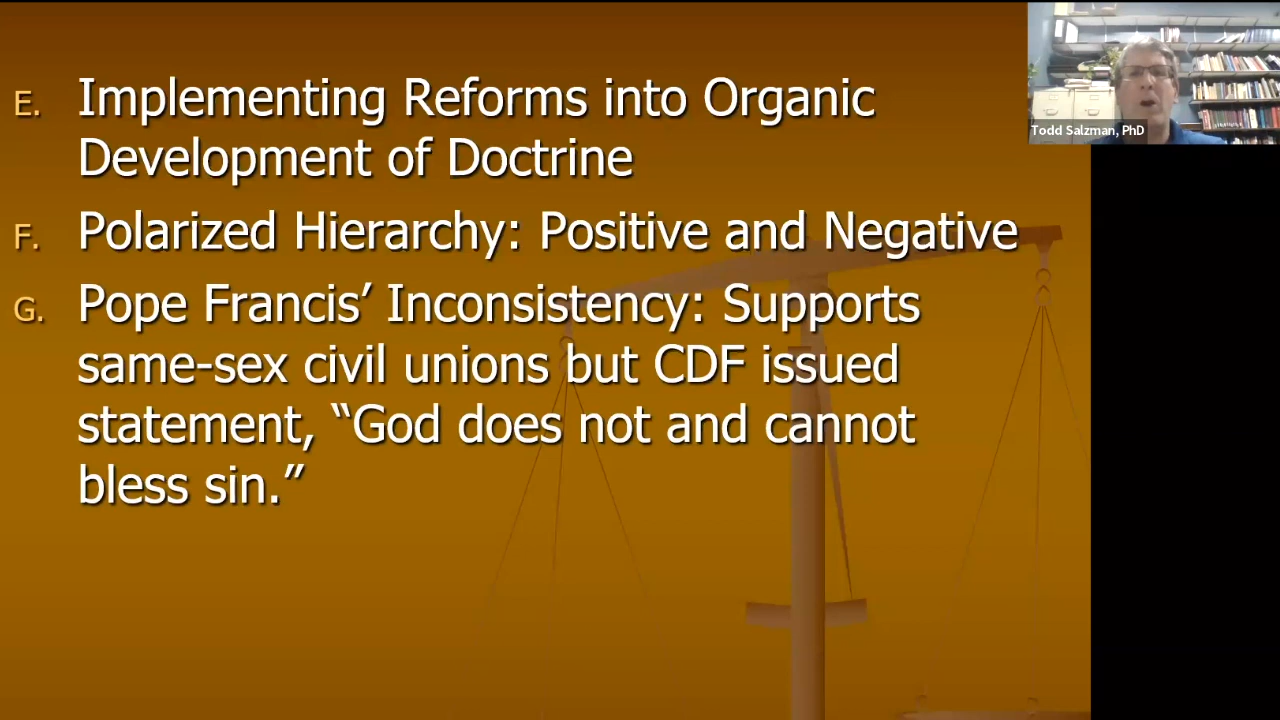 E. Implementing Reforms into Organic
Development of Doctrine
F. Polarized Hierarchy: Positive and Negative
G. Pope Francis’ Inconsistency: Supports
same-sex civil unions but CDF issued
statement, “God does not and cannot
bless sin.”
Todd Salzman, PhD